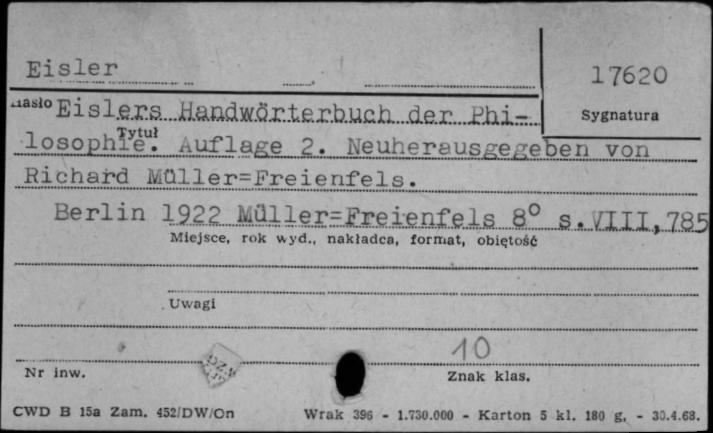 Eisler
17620
Hasło Eislers Handwörterbuch der Phi-
Sygnatura
losophie. Auflage 2. Neuherausgegeben von
Tytuł
Richard Müller=Freienfels.
Berlin 1922 Müller=Freienfels 8° s.VIII,785
Miejsce, rok wyd., nakładca, format, objętość
Uwagi
10
Nr inw.
Znak klas.
CWD B 15a Zam. 452/DW/On Wrak 396 - 1.730.000 - Karton 5 kl. 180 g. - 30.4.68.